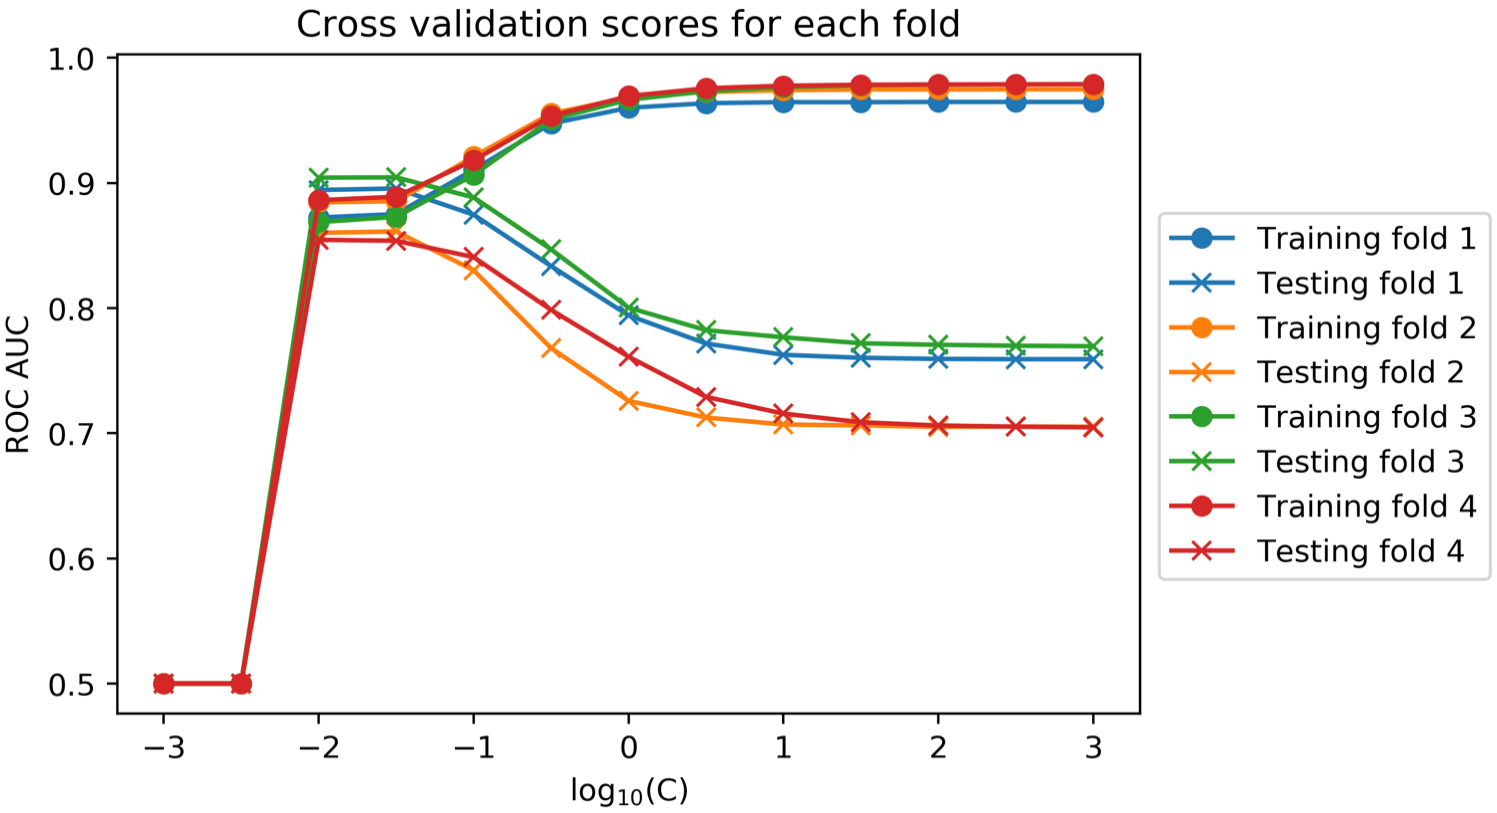 Cross validation scores for each fold
ROC AUC
1.0
0.9
0.8
0.7
0.6
0.5
−3 −2 −1 0 1 2 3
log₁₀(C)
Training fold 1
Testing fold 1
Training fold 2
Testing fold 2
Training fold 3
Testing fold 3
Training fold 4
Testing fold 4